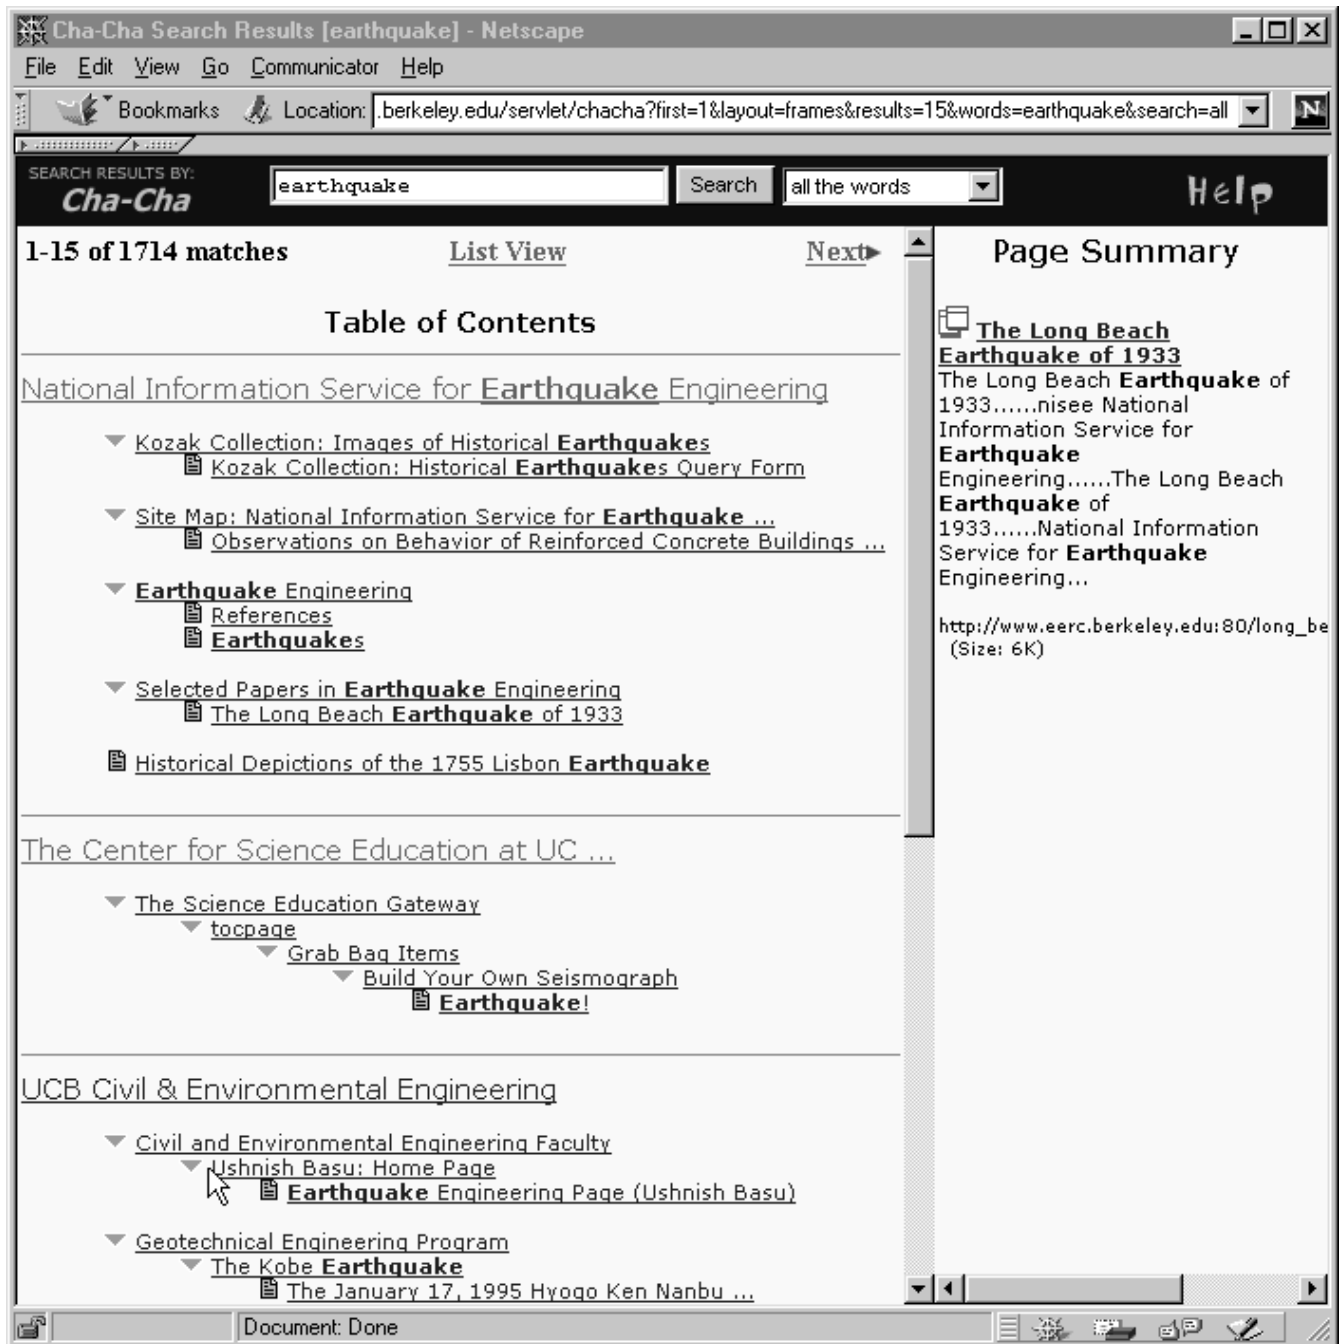 Cha-Cha Search Results [earthquake] - Netscape
File Edit View Go Communicator Help
Bookmarks Location: .berkeley.edu/servlet/chacha?first=1&layout=frames&results=15&words=earthquake&search=all N
SEARCH RESULTS BY:
Cha-Cha earthquake Search all the words Help
1-15 of 1714 matches List View Next
Table of Contents
National Information Service for Earthquake Engineering
Kozak Collection: Images of Historical Earthquakes
Kozak Collection: Historical Earthquakes Query Form
Site Map: National Information Service for Earthquake ...
Observations on Behavior of Reinforced Concrete Buildings ...
Earthquake Engineering
References
Earthquakes
Selected Papers in Earthquake Engineering
The Long Beach Earthquake of 1933
Historical Depictions of the 1755 Lisbon Earthquake
The Center for Science Education at UC ...
The Science Education Gateway
tocpage
Grab Bag Items
Build Your Own Seismograph
Earthquake!
UCB Civil & Environmental Engineering
Civil and Environmental Engineering Faculty
Ushnish Basu: Home Page
Earthquake Engineering Page (Ushnish Basu)
Geotechnical Engineering Program
The Kobe Earthquake
The January 17, 1995 Hyogo Ken Nanbu ...
Page Summary
The Long Beach
Earthquake of 1933
The Long Beach Earthquake of
1933......nisee National
Information Service for
Earthquake
Engineering......The Long Beach
Earthquake of
1933......National Information
Service for Earthquake
Engineering...
http://www.eerc.berkeley.edu:80/long_be
(Size: 6K)
Document: Done